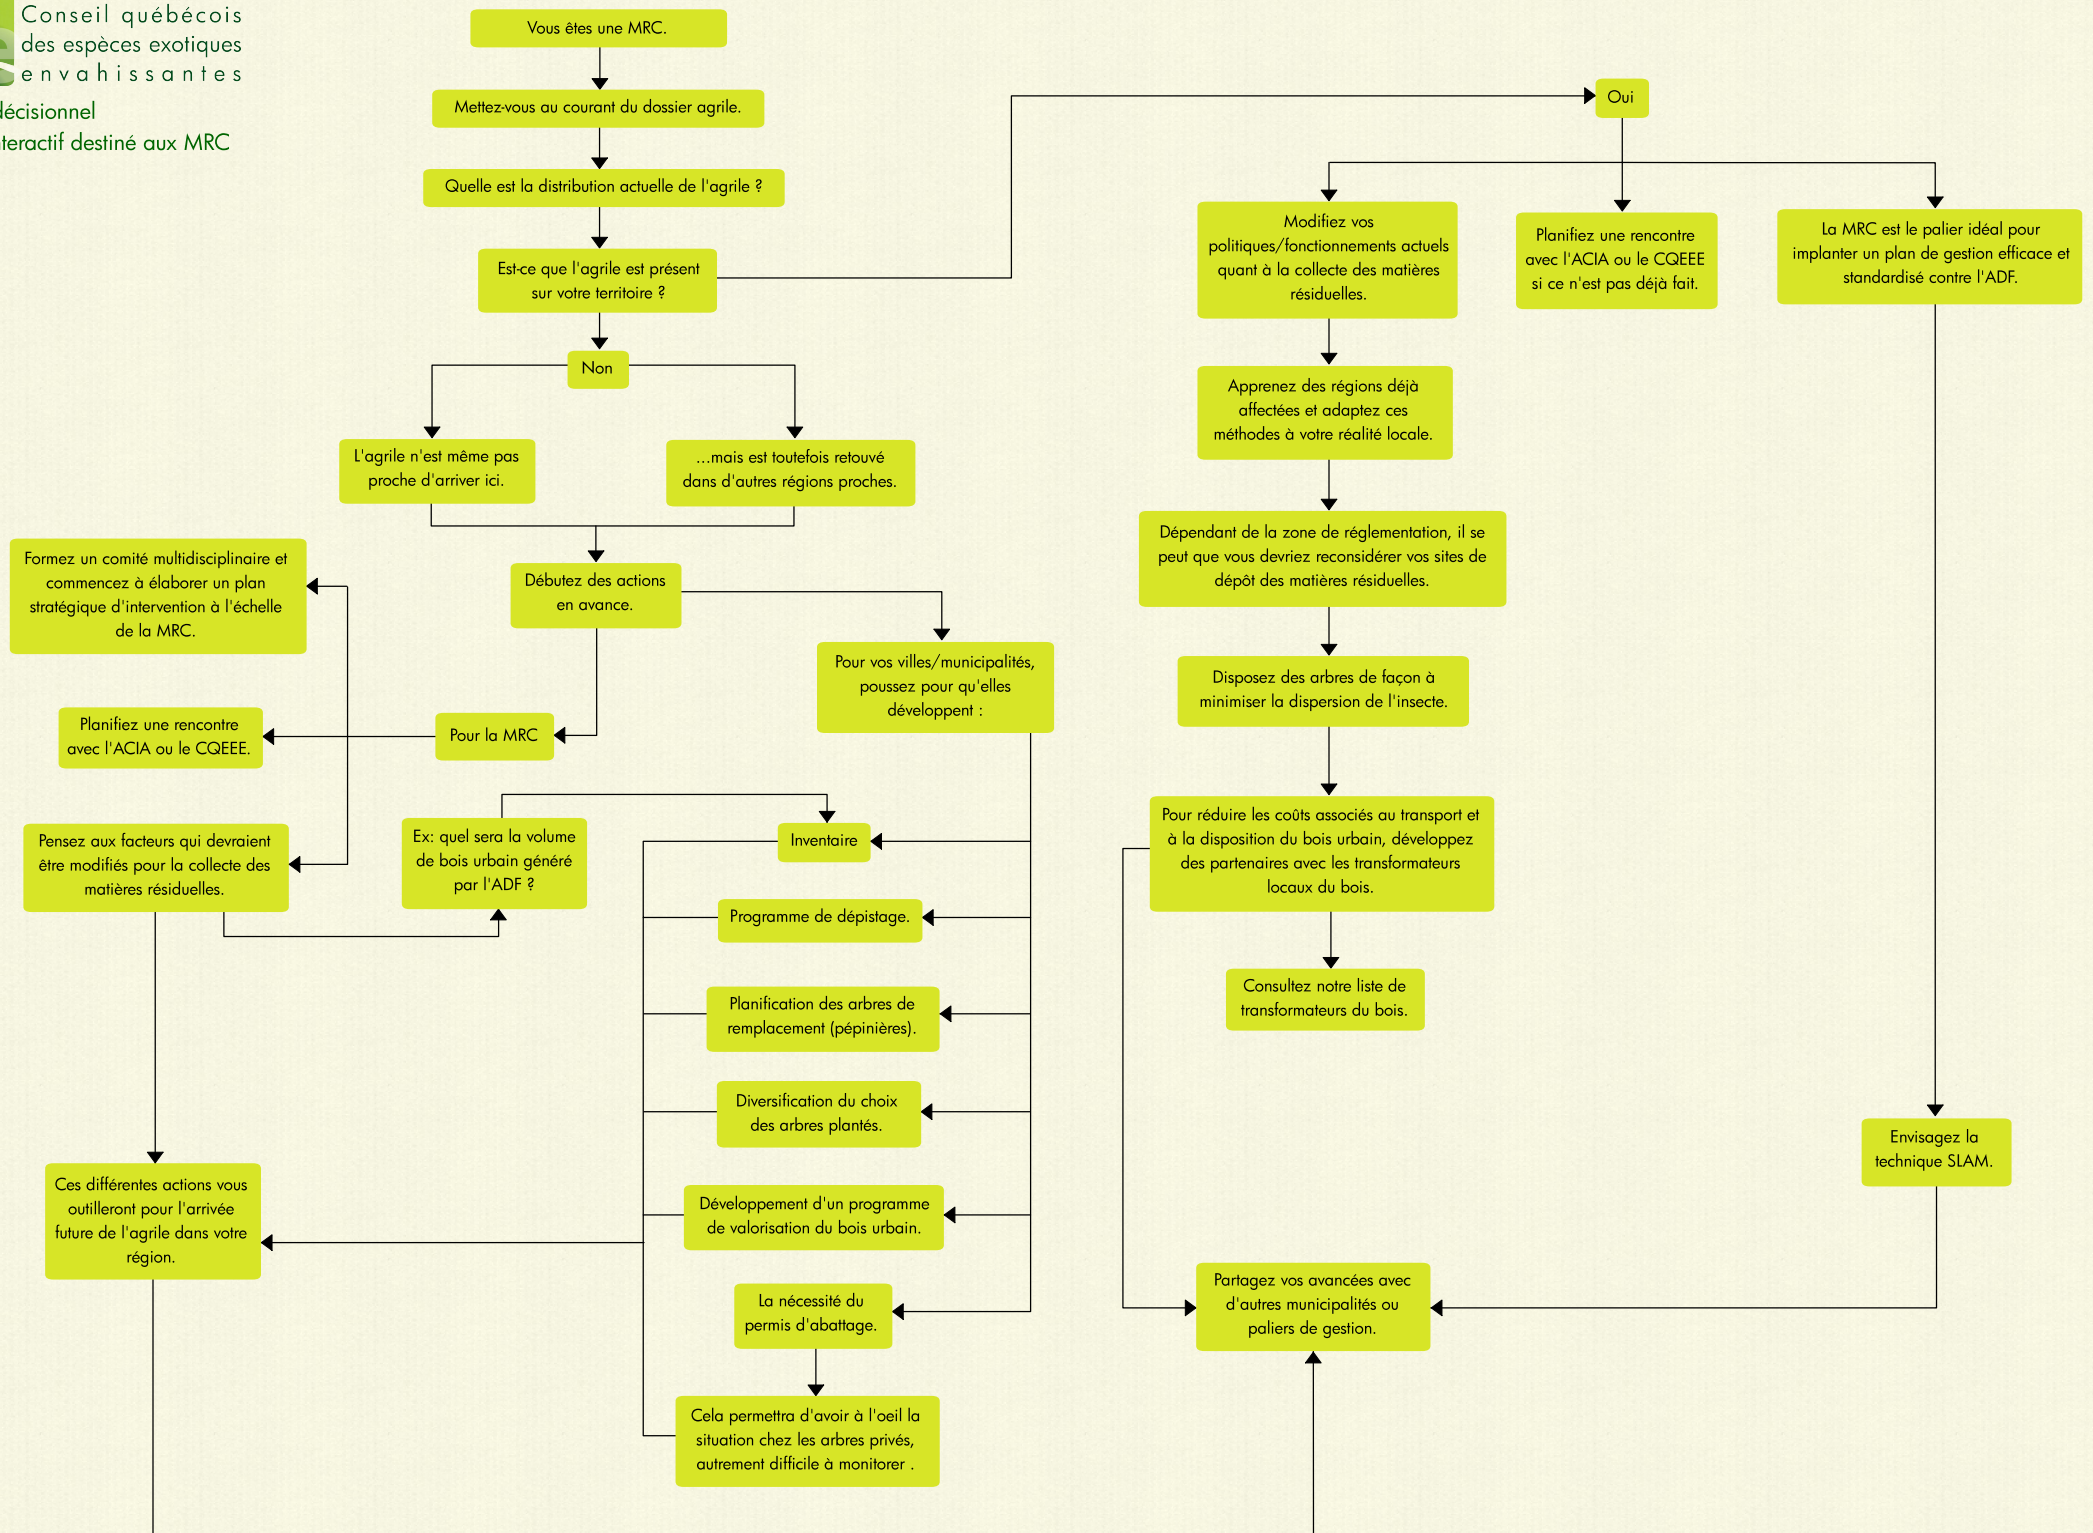 Conseil québécois
des espèces exotiques
envahissantes
décisionnel
nteractif destiné aux MRC
Vous êtes une MRC.
Mettez-vous au courant du dossier agrile.
Quelle est la distribution actuelle de l'agrile ?
Est-ce que l'agrile est présent
sur votre territoire ?
Non
L'agrile n'est même pas
proche d'arriver ici.
...mais est toutefois retouvé
dans d'autres régions proches.
Débutez des actions
en avance.
Formez un comité multidisciplinaire et
commencez à élaborer un plan
stratégique d'intervention à l'échelle
de la MRC.
Planifiez une rencontre
avec l'ACIA ou le CQEEE.
Pour la MRC
Pour vos villes/municipalités,
poussez pour qu'elles
développent :
Pensez aux facteurs qui devraient
être modifiés pour la collecte des
matières résiduelles.
Ex: quel sera la volume
de bois urbain généré
par l'ADF ?
Inventaire
Programme de dépistage.
Planification des arbres de
remplacement (pépinières).
Diversification du choix
des arbres plantés.
Développement d'un programme
de valorisation du bois urbain.
La nécessité du
permis d'abattage.
Cela permettra d'avoir à l'oeil la
situation chez les arbres privés,
autrement difficile à monitorer .
Ces différentes actions vous
outilleront pour l'arrivée
future de l'agrile dans votre
région.
Oui
Modifiez vos
politiques/fonctionnements actuels
quant à la collecte des matières
résiduelles.
Planifiez une rencontre
avec l'ACIA ou le CQEEE
si ce n'est pas déjà fait.
La MRC est le palier idéal pour
implanter un plan de gestion efficace et
standardisé contre l'ADF.
Apprenez des régions déjà
affectées et adaptez ces
méthodes à votre réalité locale.
Dépendant de la zone de réglementation, il se
peut que vous devriez reconsidérer vos sites de
dépôt des matières résiduelles.
Disposez des arbres de façon à
minimiser la dispersion de l'insecte.
Pour réduire les coûts associés au transport et
à la disposition du bois urbain, développez
des partenaires avec les transformateurs
locaux du bois.
Consultez notre liste de
transformateurs du bois.
Envisagez la
technique SLAM.
Partagez vos avancées avec
d'autres municipalités ou
paliers de gestion.